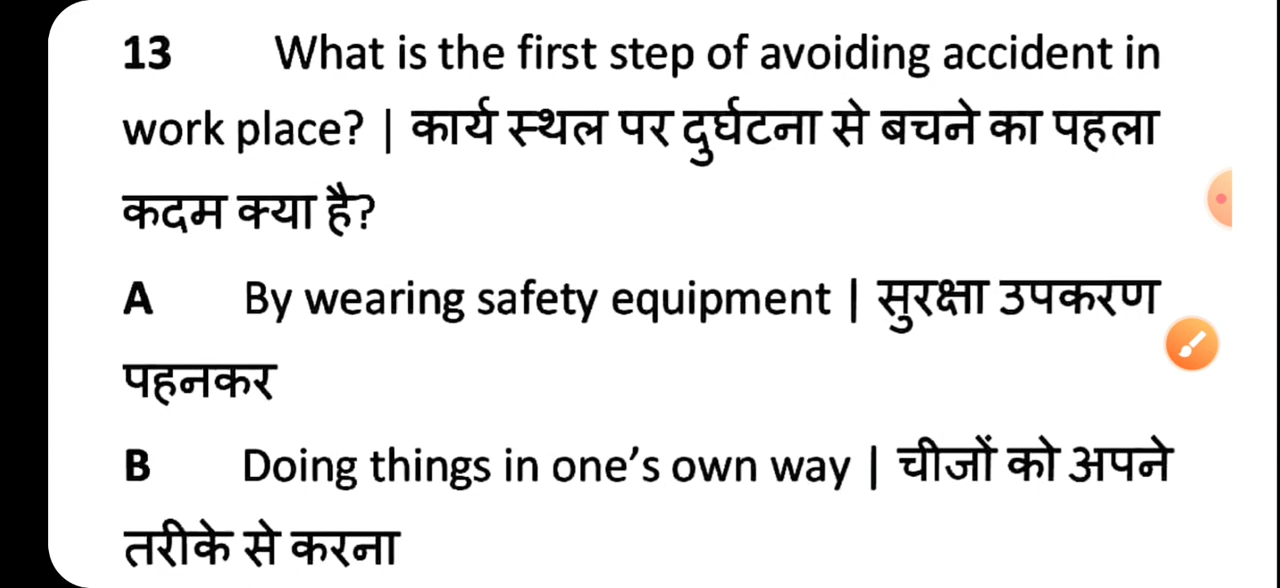 13 What is the first step of avoiding accident in
work place? | कार्य स्थल पर दुर्घटना से बचने का पहला
कदम क्या है?
A By wearing safety equipment | सुरक्षा उपकरण
पहनकर
B Doing things in one’s own way | चीजों को अपने
तरीके से करना